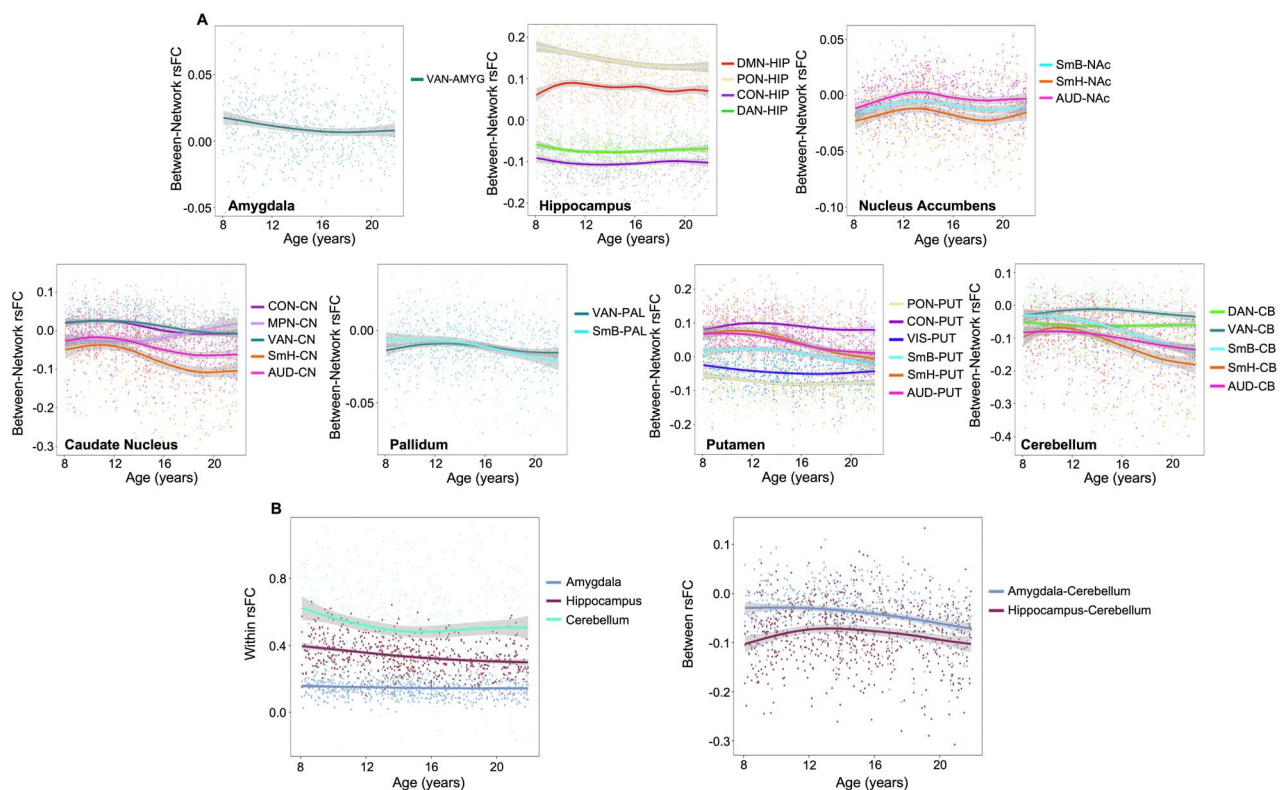 A
Between-Network rsFC
0.05
0.00
-0.05
Amygdala
8 12 16 20
Age (years)
VAN-AMYG
Between-Network rsFC
0.2
0.1
0.0
-0.1
-0.2
Hippocampus
8 12 16 20
Age (years)
DMN-HIP
PON-HIP
CON-HIP
DAN-HIP
Between-Network rsFC
0.05
0.00
-0.05
-0.10
Nucleus Accumbens
8 12 16 20
Age (years)
SmB-NAc
SmH-NAc
AUD-NAc
Between-Network rsFC
0.1
0.0
-0.1
-0.2
-0.3
Caudate Nucleus
8 12 16 20
Age (years)
CON-CN
MPN-CN
VAN-CN
SmH-CN
AUD-CN
Between-Network rsFC
0.00
-0.05
Pallidum
8 12 16 20
Age (years)
VAN-PAL
SmB-PAL
Between-Network rsFC
0.2
0.1
0.0
-0.1
-0.2
Putamen
8 12 16 20
Age (years)
PON-PUT
CON-PUT
VIS-PUT
SmB-PUT
SmH-PUT
AUD-PUT
Between-Network rsFC
0.1
0.0
-0.1
-0.2
-0.3
-0.4
Cerebellum
8 12 16 20
Age (years)
DAN-CB
VAN-CB
SmB-CB
SmH-CB
AUD-CB
B
Within rsFC
0.8
0.4
0.0
8 12 16 20
Age (years)
Amygdala
Hippocampus
Cerebellum
Between rsFC
0.1
0.0
-0.1
-0.2
-0.3
8 12 16 20
Age (years)
Amygdala-Cerebellum
Hippocampus-Cerebellum